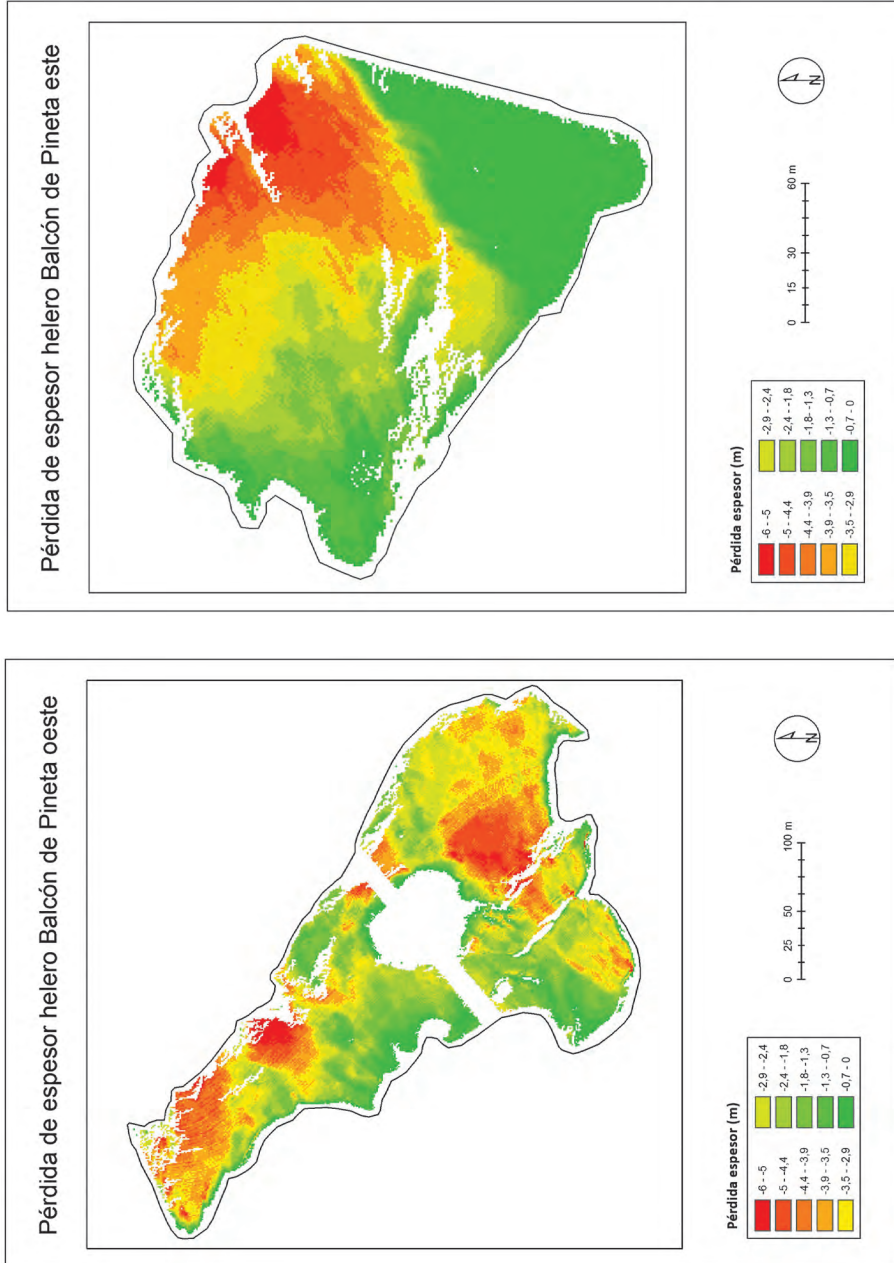 Pérdida de espesor helero Balcón de Pineta oeste
Pérdida espesor (m)
-6 - -5
-5 - -4,4
-4,4 - -3,9
-3,9 - -3,5
-3,5 - -2,9
-2,9 - -2,4
-2,4 - -1,8
-1,8- -1,3
-1,3 - -0,7
-0,7 - 0
0 25 50 100 m
N
Pérdida de espesor helero Balcón de Pineta este
Pérdida espesor (m)
-6 - -5
-5 - -4,4
-4,4 - -3,9
-3,9 - -3,5
-3,5 - -2,9
-2,9 - -2,4
-2,4 - -1,8
-1,8- -1,3
-1,3 - -0,7
-0,7 - 0
0 15 30 60 m
N